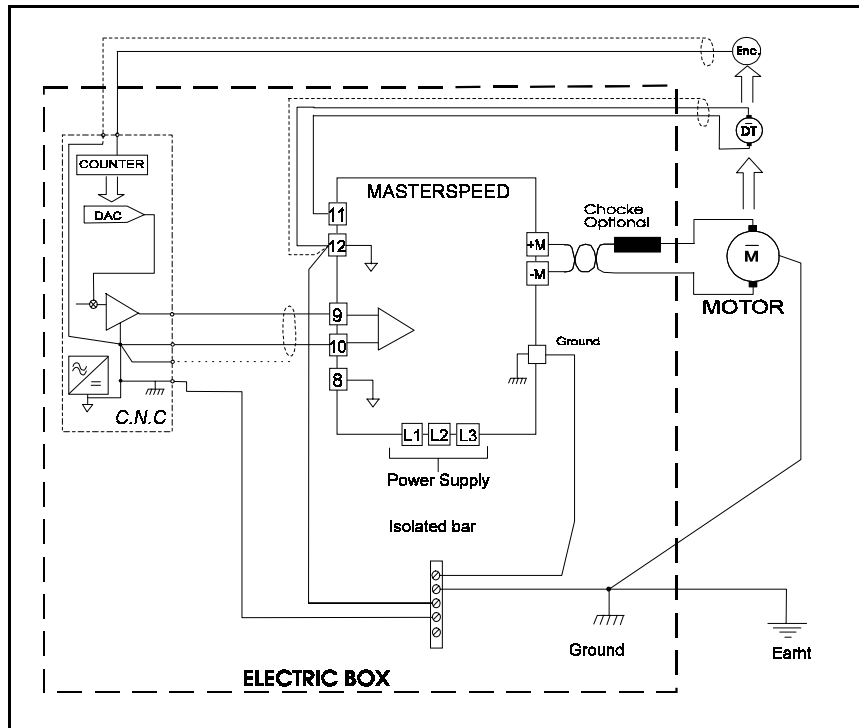 Enc.
DT
COUNTER
DAC
MASTERSPEED
11
12
Chocke
Optional
+M
-M
M
MOTOR
9
10
8
Ground
C.N.C
L1 L2 L3
Power Supply
Isolated bar
Ground
Earht
ELECTRIC BOX